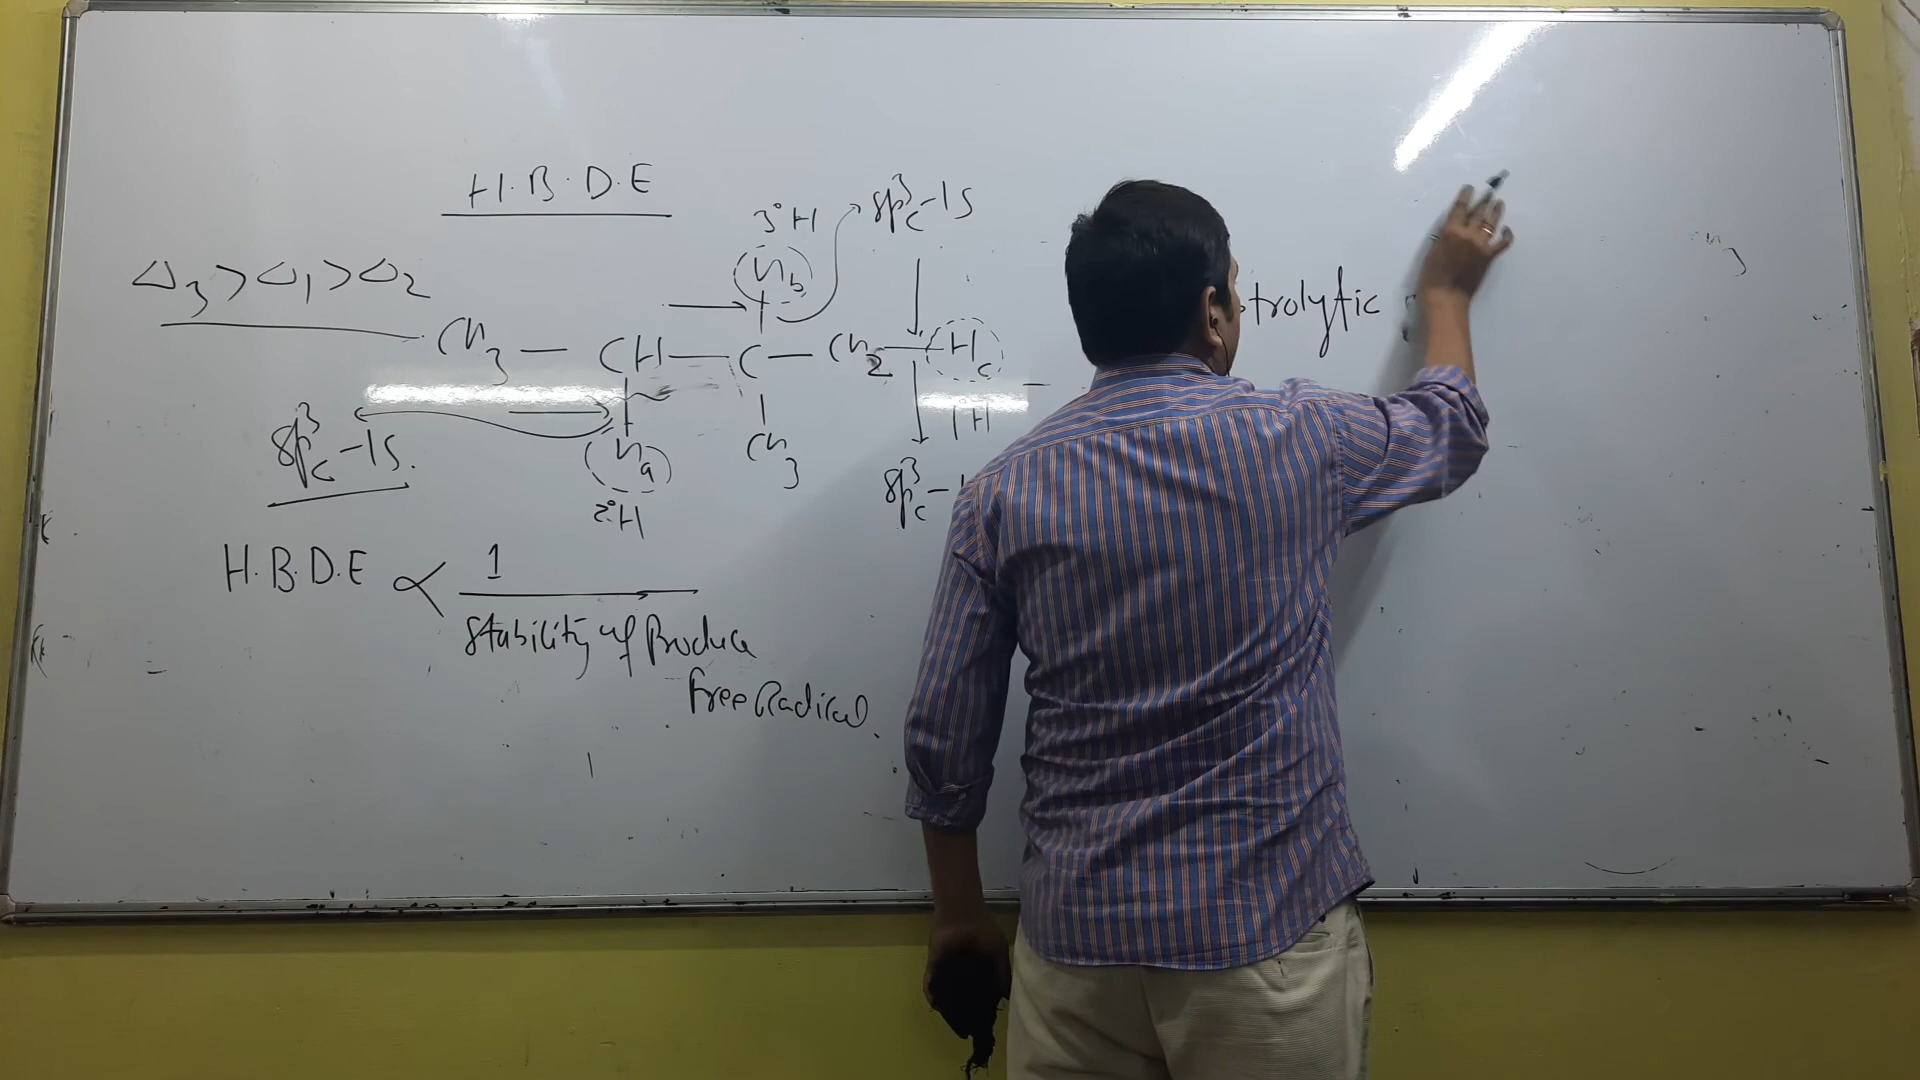 H.B.D.E
3°H
sp³c-1s
Δ3 > Δ1 > Δ2
Hb
CH3 — CH — C — CH2 — Hc
trolytic
1°H
sp³c-1s.
Ha
CH3
sp³c-
2°H
H.B.D.E ∝ 1
Stability of Produce
Free Radical.